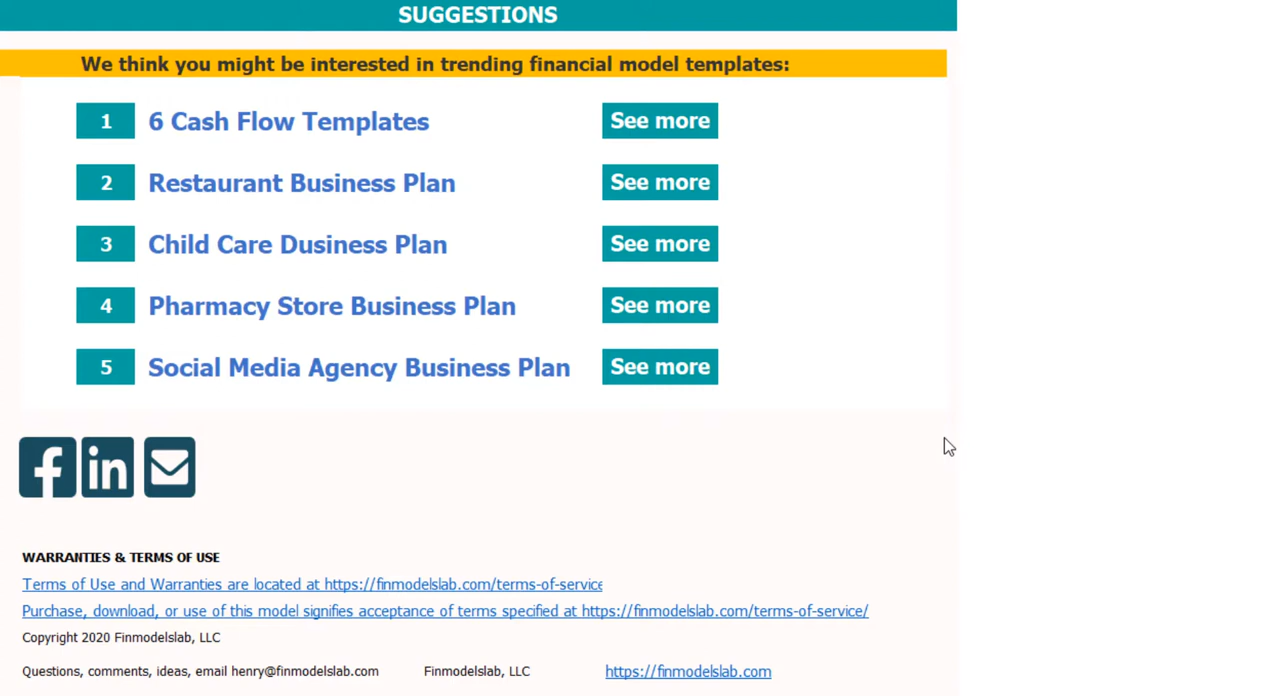 SUGGESTIONS
We think you might be interested in trending financial model templates:
1 6 Cash Flow Templates See more
2 Restaurant Business Plan See more
3 Child Care Dusiness Plan See more
4 Pharmacy Store Business Plan See more
5 Social Media Agency Business Plan See more
f in
WARRANTIES & TERMS OF USE
Terms of Use and Warranties are located at https://finmodelslab.com/terms-of-service
Purchase, download, or use of this model signifies acceptance of terms specified at https://finmodelslab.com/terms-of-service/
Copyright 2020 Finmodelslab, LLC
Questions, comments, ideas, email henry@finmodelslab.com Finmodelslab, LLC https://finmodelslab.com